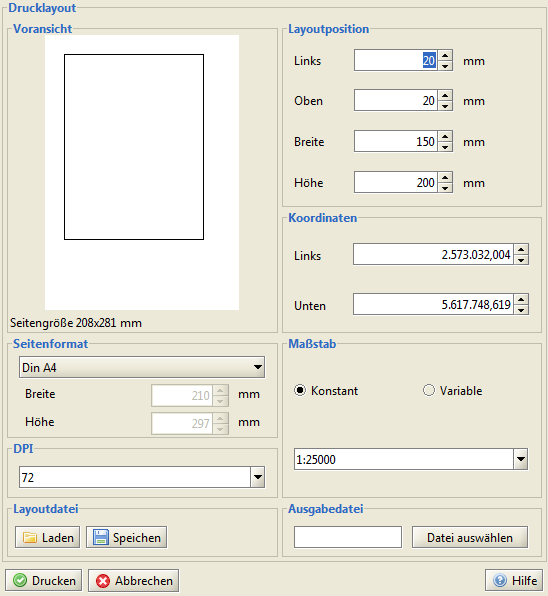 Drucklayout
Voransicht
Seitengröße 208x281 mm
Layoutposition
Links 20 mm
Oben 20 mm
Breite 150 mm
Höhe 200 mm
Koordinaten
Links 2.573.032,004
Unten 5.617.748,619
Seitenformat
Din A4
Breite 210 mm
Höhe 297 mm
Maßstab
Konstant Variable
1:25000
DPI
72
Layoutdatei
Laden Speichen
Ausgabedatei
Datei auswählen
Drucken Abbrechen Hilfe